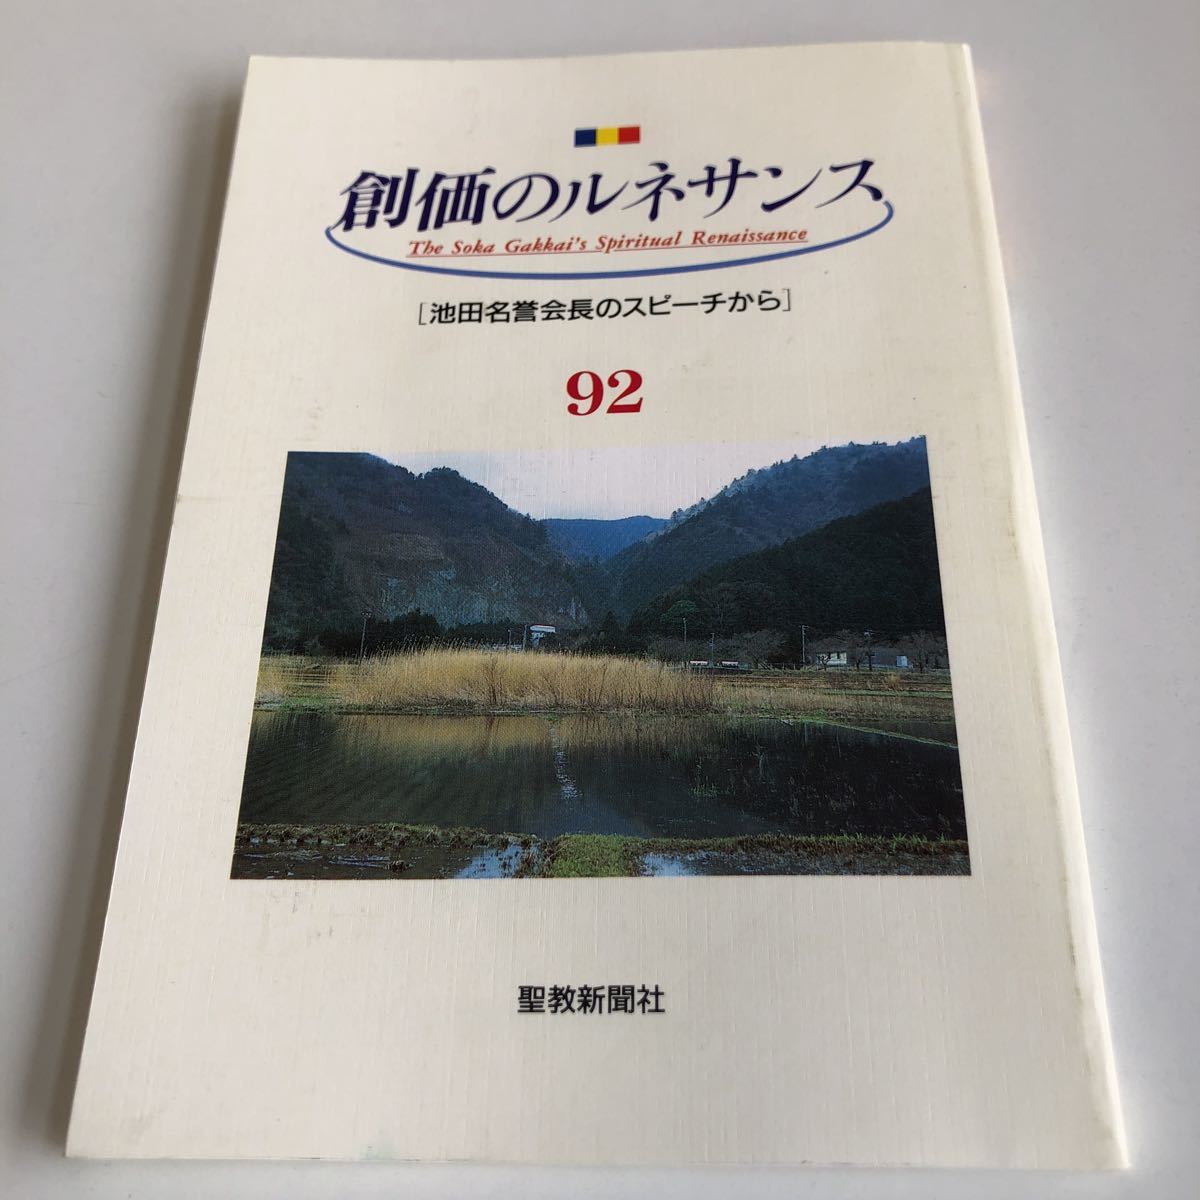 創価のルネサンス
The Soka Gakkai's Spiritual Renaissance
[池田名誉会長のスピーチから]
92
聖教新聞社